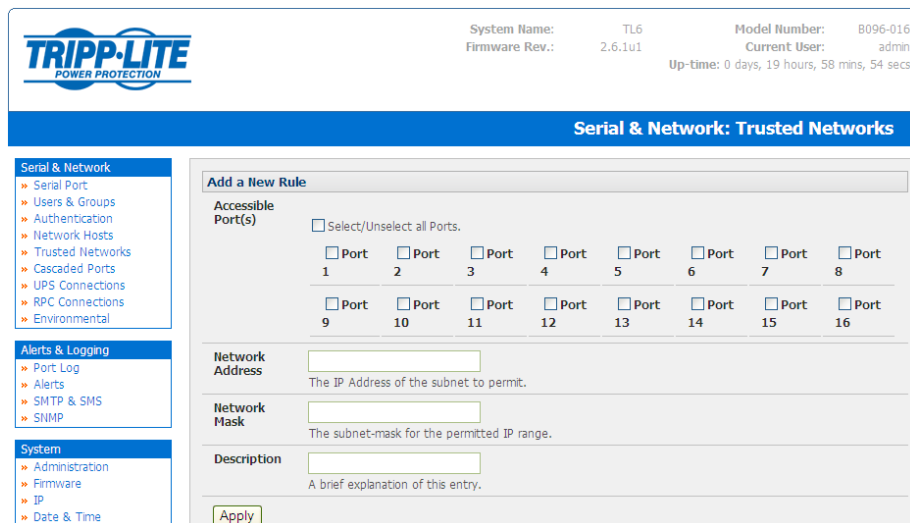 TRIPP·LITE
POWER PROTECTION
System Name: TL6 Model Number: B096-016
Firmware Rev.: 2.6.1u1 Current User: admin
Up-time: 0 days, 19 hours, 58 mins, 54 secs
Serial & Network: Trusted Networks
Serial & Network
» Serial Port
» Users & Groups
» Authentication
» Network Hosts
» Trusted Networks
» Cascaded Ports
» UPS Connections
» RPC Connections
» Environmental
Alerts & Logging
» Port Log
» Alerts
» SMTP & SMS
» SNMP
System
» Administration
» Firmware
» IP
» Date & Time
Add a New Rule
Accessible
Port(s)
Select/Unselect all Ports.
Port Port Port Port Port Port Port Port
1 2 3 4 5 6 7 8
Port Port Port Port Port Port Port Port
9 10 11 12 13 14 15 16
Network
Address
The IP Address of the subnet to permit.
Network
Mask
The subnet-mask for the permitted IP range.
Description
A brief explanation of this entry.
Apply